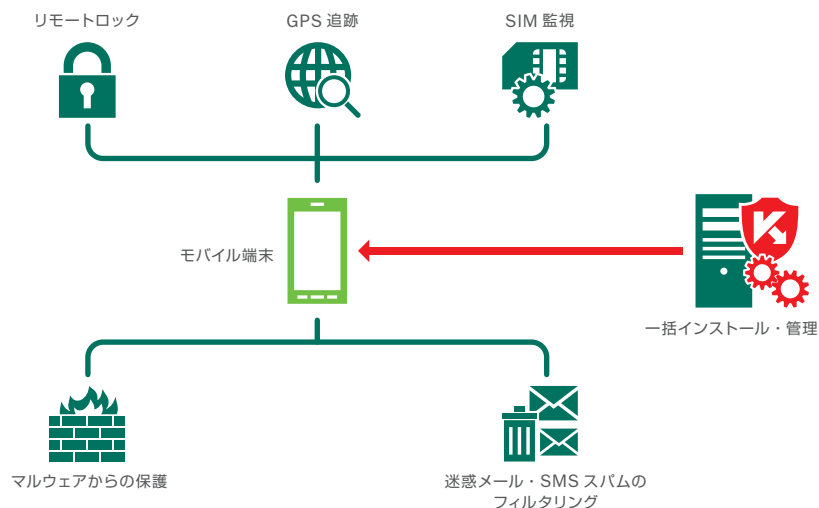 リモートロック
GPS 追跡
SIM 監視
モバイル端末
一括インストール・管理
マルウェアからの保護
迷惑メール・SMS スパムの
フィルタリング